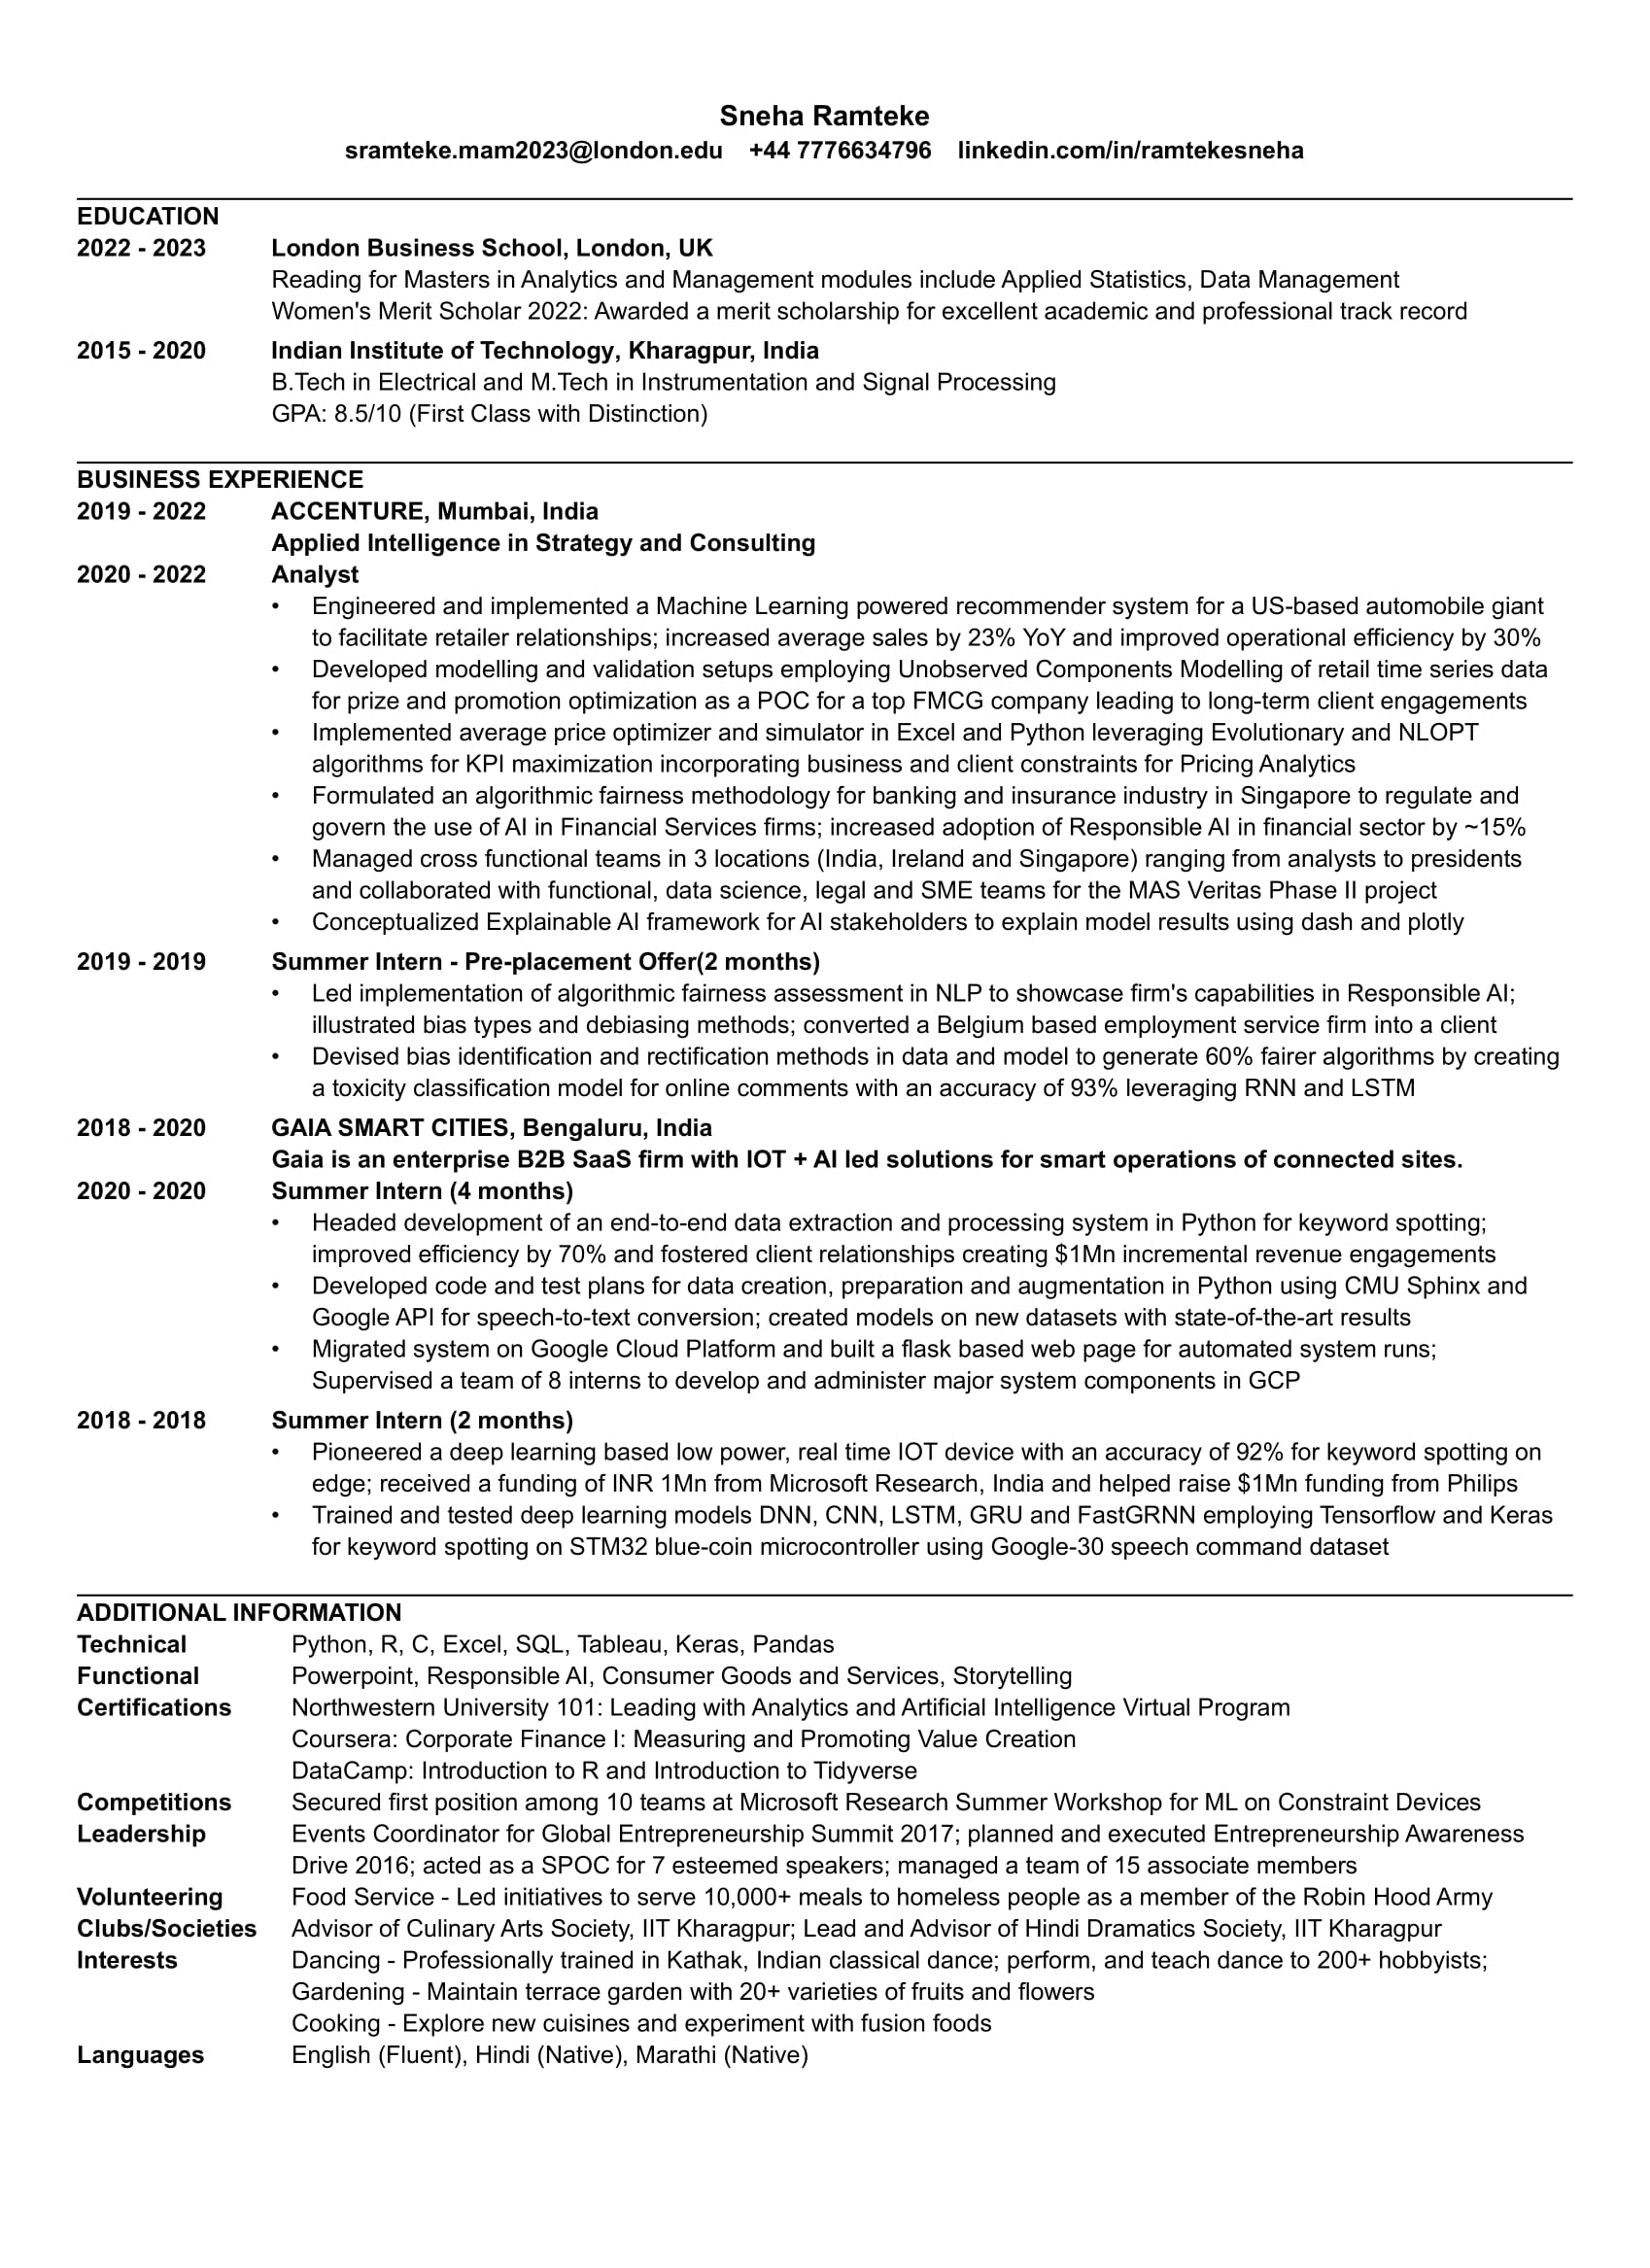 Sneha Ramteke
sramteke.mam2023@london.edu +44 7776634796 linkedin.com/in/ramtekesneha
EDUCATION
2022 - 2023 London Business School, London, UK
Reading for Masters in Analytics and Management modules include Applied Statistics, Data Management
Women's Merit Scholar 2022: Awarded a merit scholarship for excellent academic and professional track record
2015 - 2020 Indian Institute of Technology, Kharagpur, India
B.Tech in Electrical and M.Tech in Instrumentation and Signal Processing
GPA: 8.5/10 (First Class with Distinction)
BUSINESS EXPERIENCE
2019 - 2022 ACCENTURE, Mumbai, India
Applied Intelligence in Strategy and Consulting
2020 - 2022 Analyst
• Engineered and implemented a Machine Learning powered recommender system for a US-based automobile giant
to facilitate retailer relationships; increased average sales by 23% YoY and improved operational efficiency by 30%
• Developed modelling and validation setups employing Unobserved Components Modelling of retail time series data
for prize and promotion optimization as a POC for a top FMCG company leading to long-term client engagements
• Implemented average price optimizer and simulator in Excel and Python leveraging Evolutionary and NLOPT
algorithms for KPI maximization incorporating business and client constraints for Pricing Analytics
• Formulated an algorithmic fairness methodology for banking and insurance industry in Singapore to regulate and
govern the use of AI in Financial Services firms; increased adoption of Responsible AI in financial sector by ~15%
• Managed cross functional teams in 3 locations (India, Ireland and Singapore) ranging from analysts to presidents
and collaborated with functional, data science, legal and SME teams for the MAS Veritas Phase II project
• Conceptualized Explainable AI framework for AI stakeholders to explain model results using dash and plotly
2019 - 2019 Summer Intern - Pre-placement Offer(2 months)
• Led implementation of algorithmic fairness assessment in NLP to showcase firm's capabilities in Responsible AI;
illustrated bias types and debiasing methods; converted a Belgium based employment service firm into a client
• Devised bias identification and rectification methods in data and model to generate 60% fairer algorithms by creating
a toxicity classification model for online comments with an accuracy of 93% leveraging RNN and LSTM
2018 - 2020 GAIA SMART CITIES, Bengaluru, India
Gaia is an enterprise B2B SaaS firm with IOT + AI led solutions for smart operations of connected sites.
2020 - 2020 Summer Intern (4 months)
• Headed development of an end-to-end data extraction and processing system in Python for keyword spotting;
improved efficiency by 70% and fostered client relationships creating $1Mn incremental revenue engagements
• Developed code and test plans for data creation, preparation and augmentation in Python using CMU Sphinx and
Google API for speech-to-text conversion; created models on new datasets with state-of-the-art results
• Migrated system on Google Cloud Platform and built a flask based web page for automated system runs;
Supervised a team of 8 interns to develop and administer major system components in GCP
2018 - 2018 Summer Intern (2 months)
• Pioneered a deep learning based low power, real time IOT device with an accuracy of 92% for keyword spotting on
edge; received a funding of INR 1Mn from Microsoft Research, India and helped raise $1Mn funding from Philips
• Trained and tested deep learning models DNN, CNN, LSTM, GRU and FastGRNN employing Tensorflow and Keras
for keyword spotting on STM32 blue-coin microcontroller using Google-30 speech command dataset
ADDITIONAL INFORMATION
Technical Python, R, C, Excel, SQL, Tableau, Keras, Pandas
Functional Powerpoint, Responsible AI, Consumer Goods and Services, Storytelling
Certifications Northwestern University 101: Leading with Analytics and Artificial Intelligence Virtual Program
Coursera: Corporate Finance I: Measuring and Promoting Value Creation
DataCamp: Introduction to R and Introduction to Tidyverse
Competitions Secured first position among 10 teams at Microsoft Research Summer Workshop for ML on Constraint Devices
Leadership Events Coordinator for Global Entrepreneurship Summit 2017; planned and executed Entrepreneurship Awareness
Drive 2016; acted as a SPOC for 7 esteemed speakers; managed a team of 15 associate members
Volunteering Food Service - Led initiatives to serve 10,000+ meals to homeless people as a member of the Robin Hood Army
Clubs/Societies Advisor of Culinary Arts Society, IIT Kharagpur; Lead and Advisor of Hindi Dramatics Society, IIT Kharagpur
Interests Dancing - Professionally trained in Kathak, Indian classical dance; perform, and teach dance to 200+ hobbyists;
Gardening - Maintain terrace garden with 20+ varieties of fruits and flowers
Cooking - Explore new cuisines and experiment with fusion foods
Languages English (Fluent), Hindi (Native), Marathi (Native)